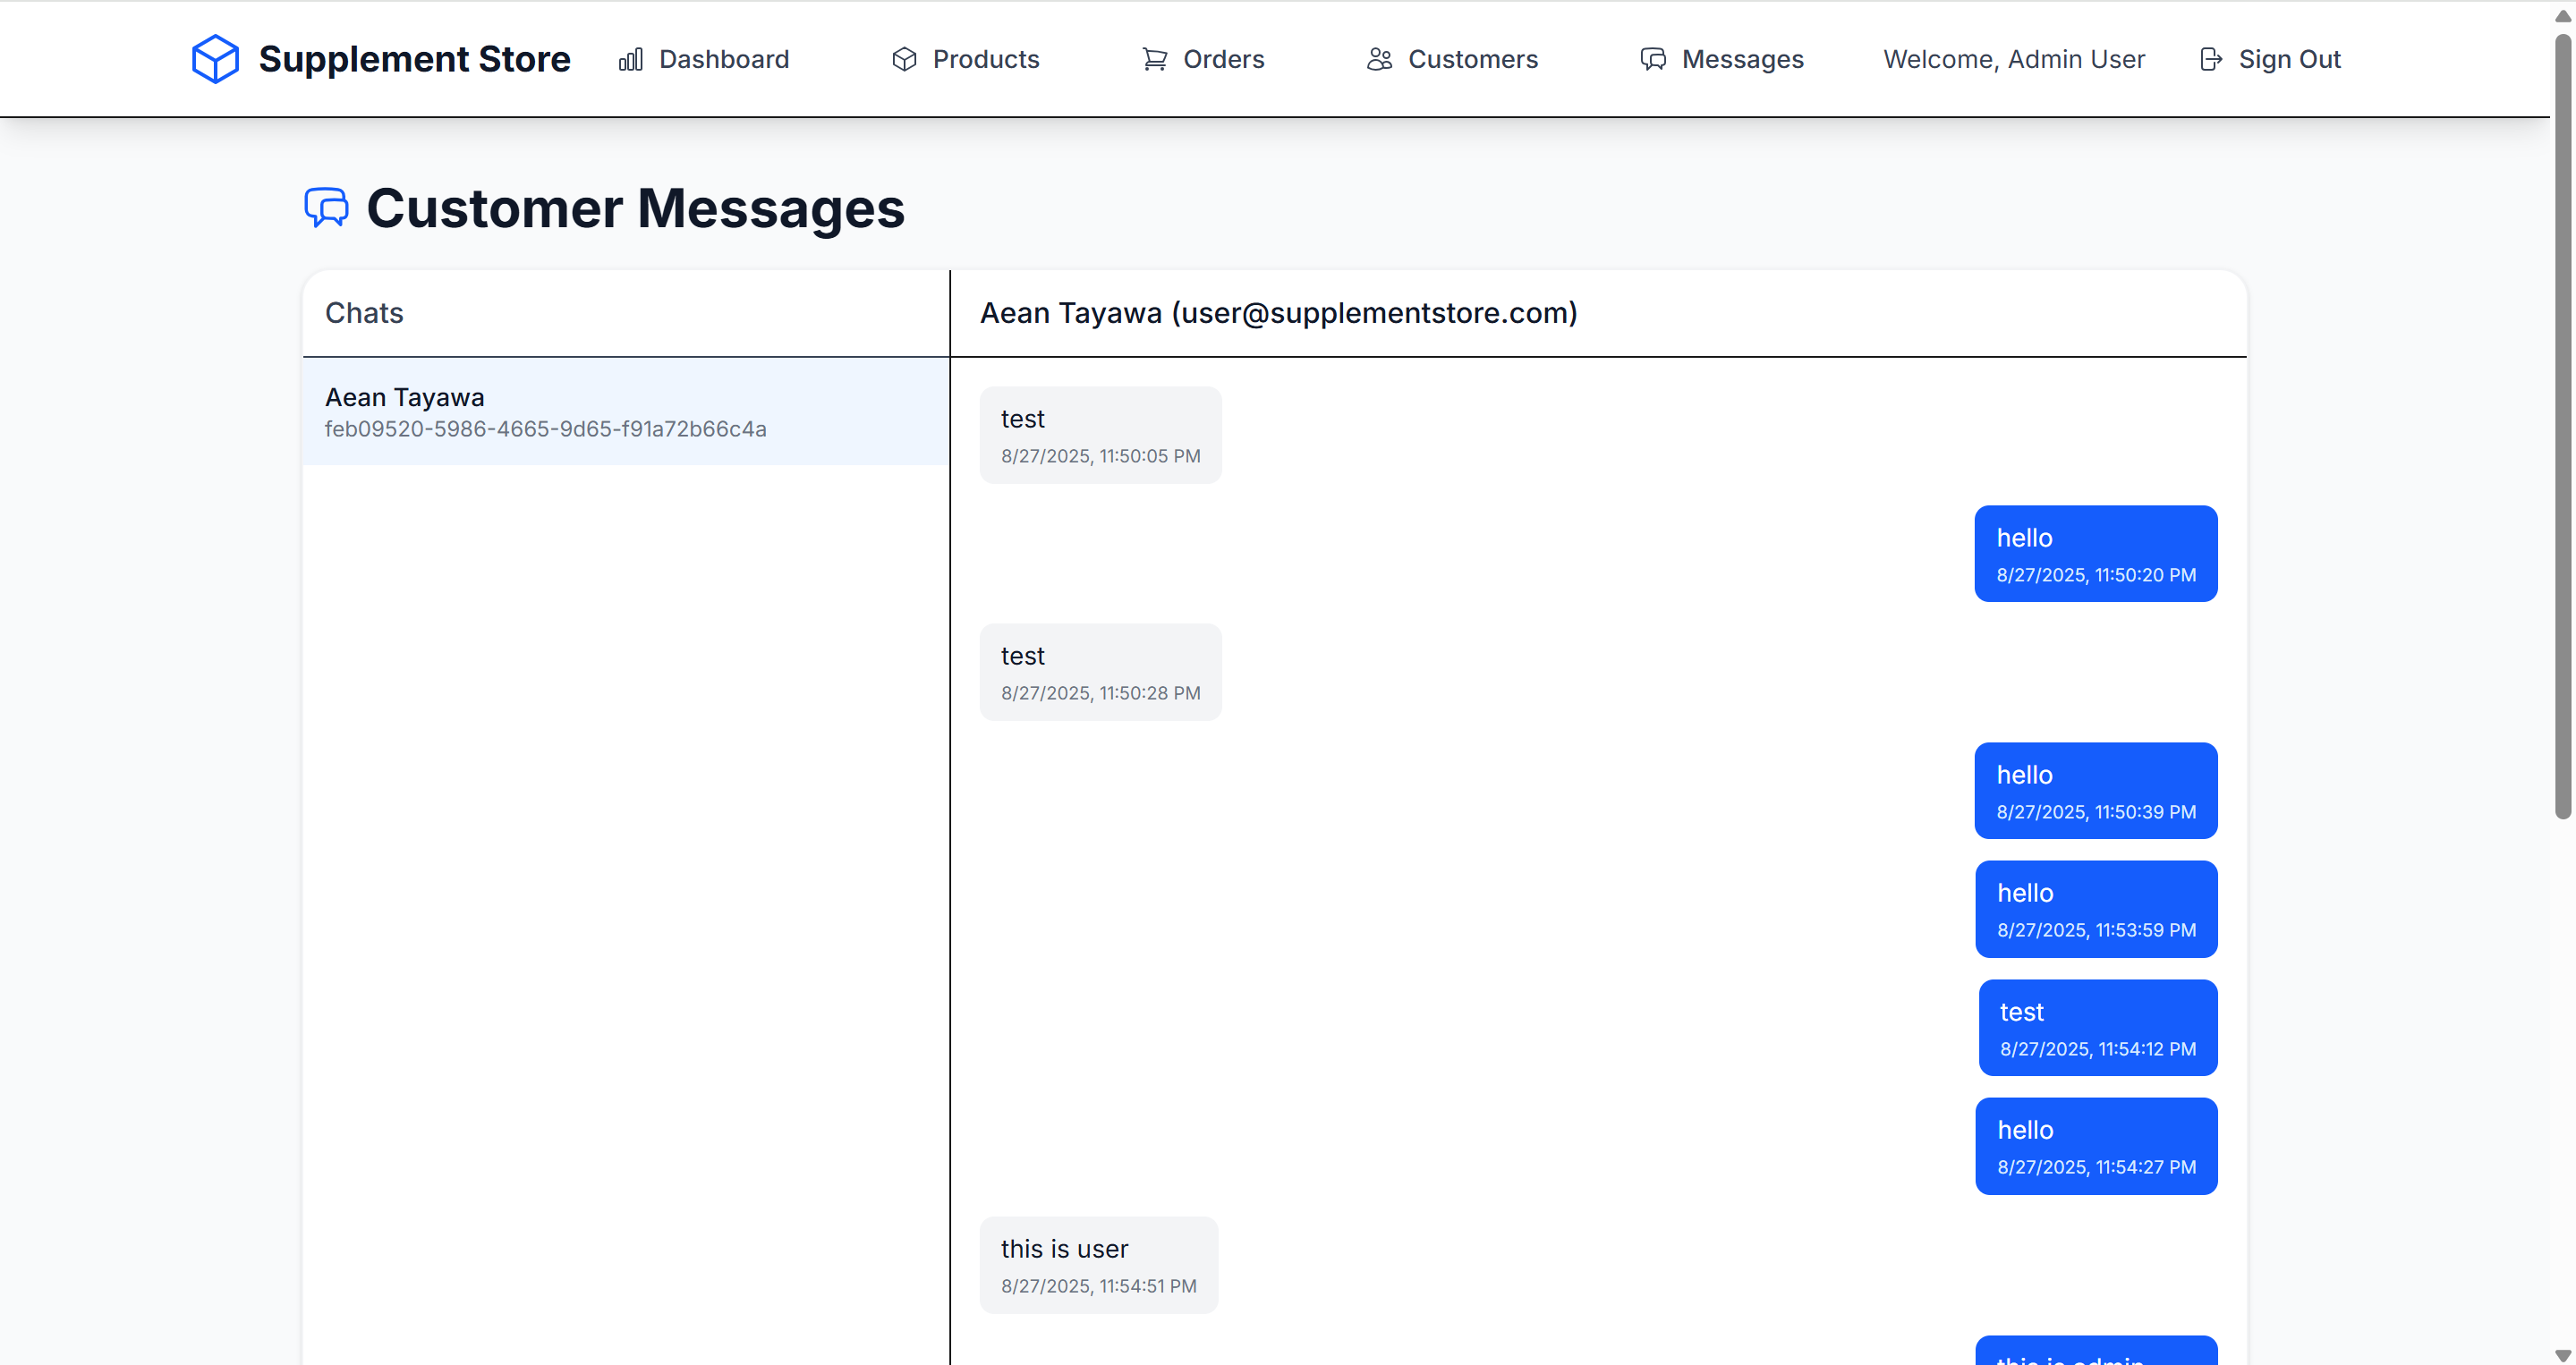 Supplement Store Dashboard Products Orders Customers Messages Welcome, Admin User Sign Out
Customer Messages
Chats
Aean Tayawa
feb09520-5986-4665-9d65-f91a72b66c4a
Aean Tayawa (user@supplementstore.com)
test
8/27/2025, 11:50:05 PM
hello
8/27/2025, 11:50:20 PM
test
8/27/2025, 11:50:28 PM
hello
8/27/2025, 11:50:39 PM
hello
8/27/2025, 11:53:59 PM
test
8/27/2025, 11:54:12 PM
hello
8/27/2025, 11:54:27 PM
this is user
8/27/2025, 11:54:51 PM
this is admin